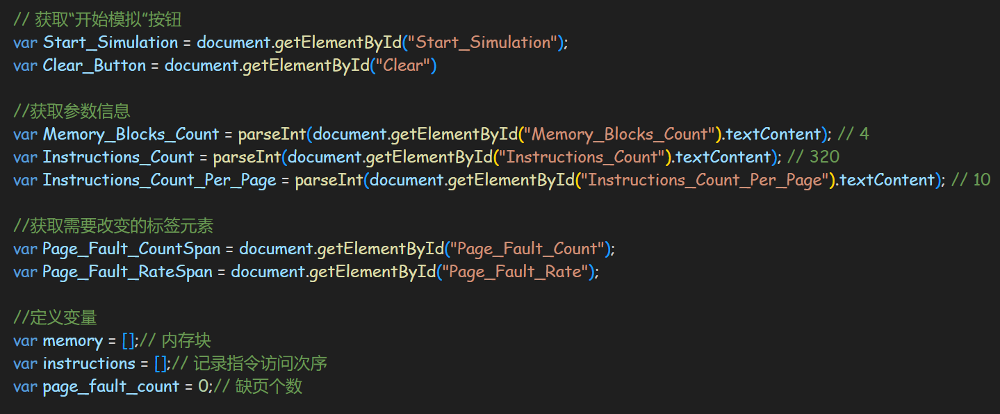 // 获取“开始模拟”按钮
var Start_Simulation = document.getElementById("Start_Simulation");
var Clear_Button = document.getElementById("Clear")
//获取参数信息
var Memory_Blocks_Count = parseInt(document.getElementById("Memory_Blocks_Count").textContent); // 4
var Instructions_Count = parseInt(document.getElementById("Instructions_Count").textContent); // 320
var Instructions_Count_Per_Page = parseInt(document.getElementById("Instructions_Count_Per_Page").textContent); // 10
//获取需要改变的标签元素
var Page_Fault_CountSpan = document.getElementById("Page_Fault_Count");
var Page_Fault_RateSpan = document.getElementById("Page_Fault_Rate");
//定义变量
var memory = [];// 内存块
var instructions = [];// 记录指令访问次序
var page_fault_count = 0;// 缺页个数